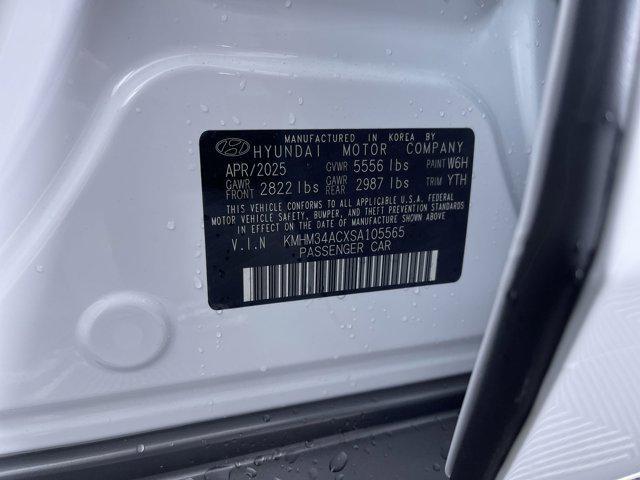 MANUFACTURED IN KOREA BY
HYUNDAI MOTOR COMPANY
APR/2025 GVWR 5556 lbs PAINT W6H
GAWR FRONT 2822 lbs GAWR REAR 2987 lbs TRIM YTH
THIS VEHICLE CONFORMS TO ALL APPLICABLE U.S.A. FEDERAL
MOTOR VEHICLE SAFETY, BUMPER, AND THEFT PREVENTION
STANDARDS IN EFFECT ON THE DATE OF MANUFACTURE SHOWN ABOVE.
V.I.N KMHM34ACXSA105565
PASSENGER CAR